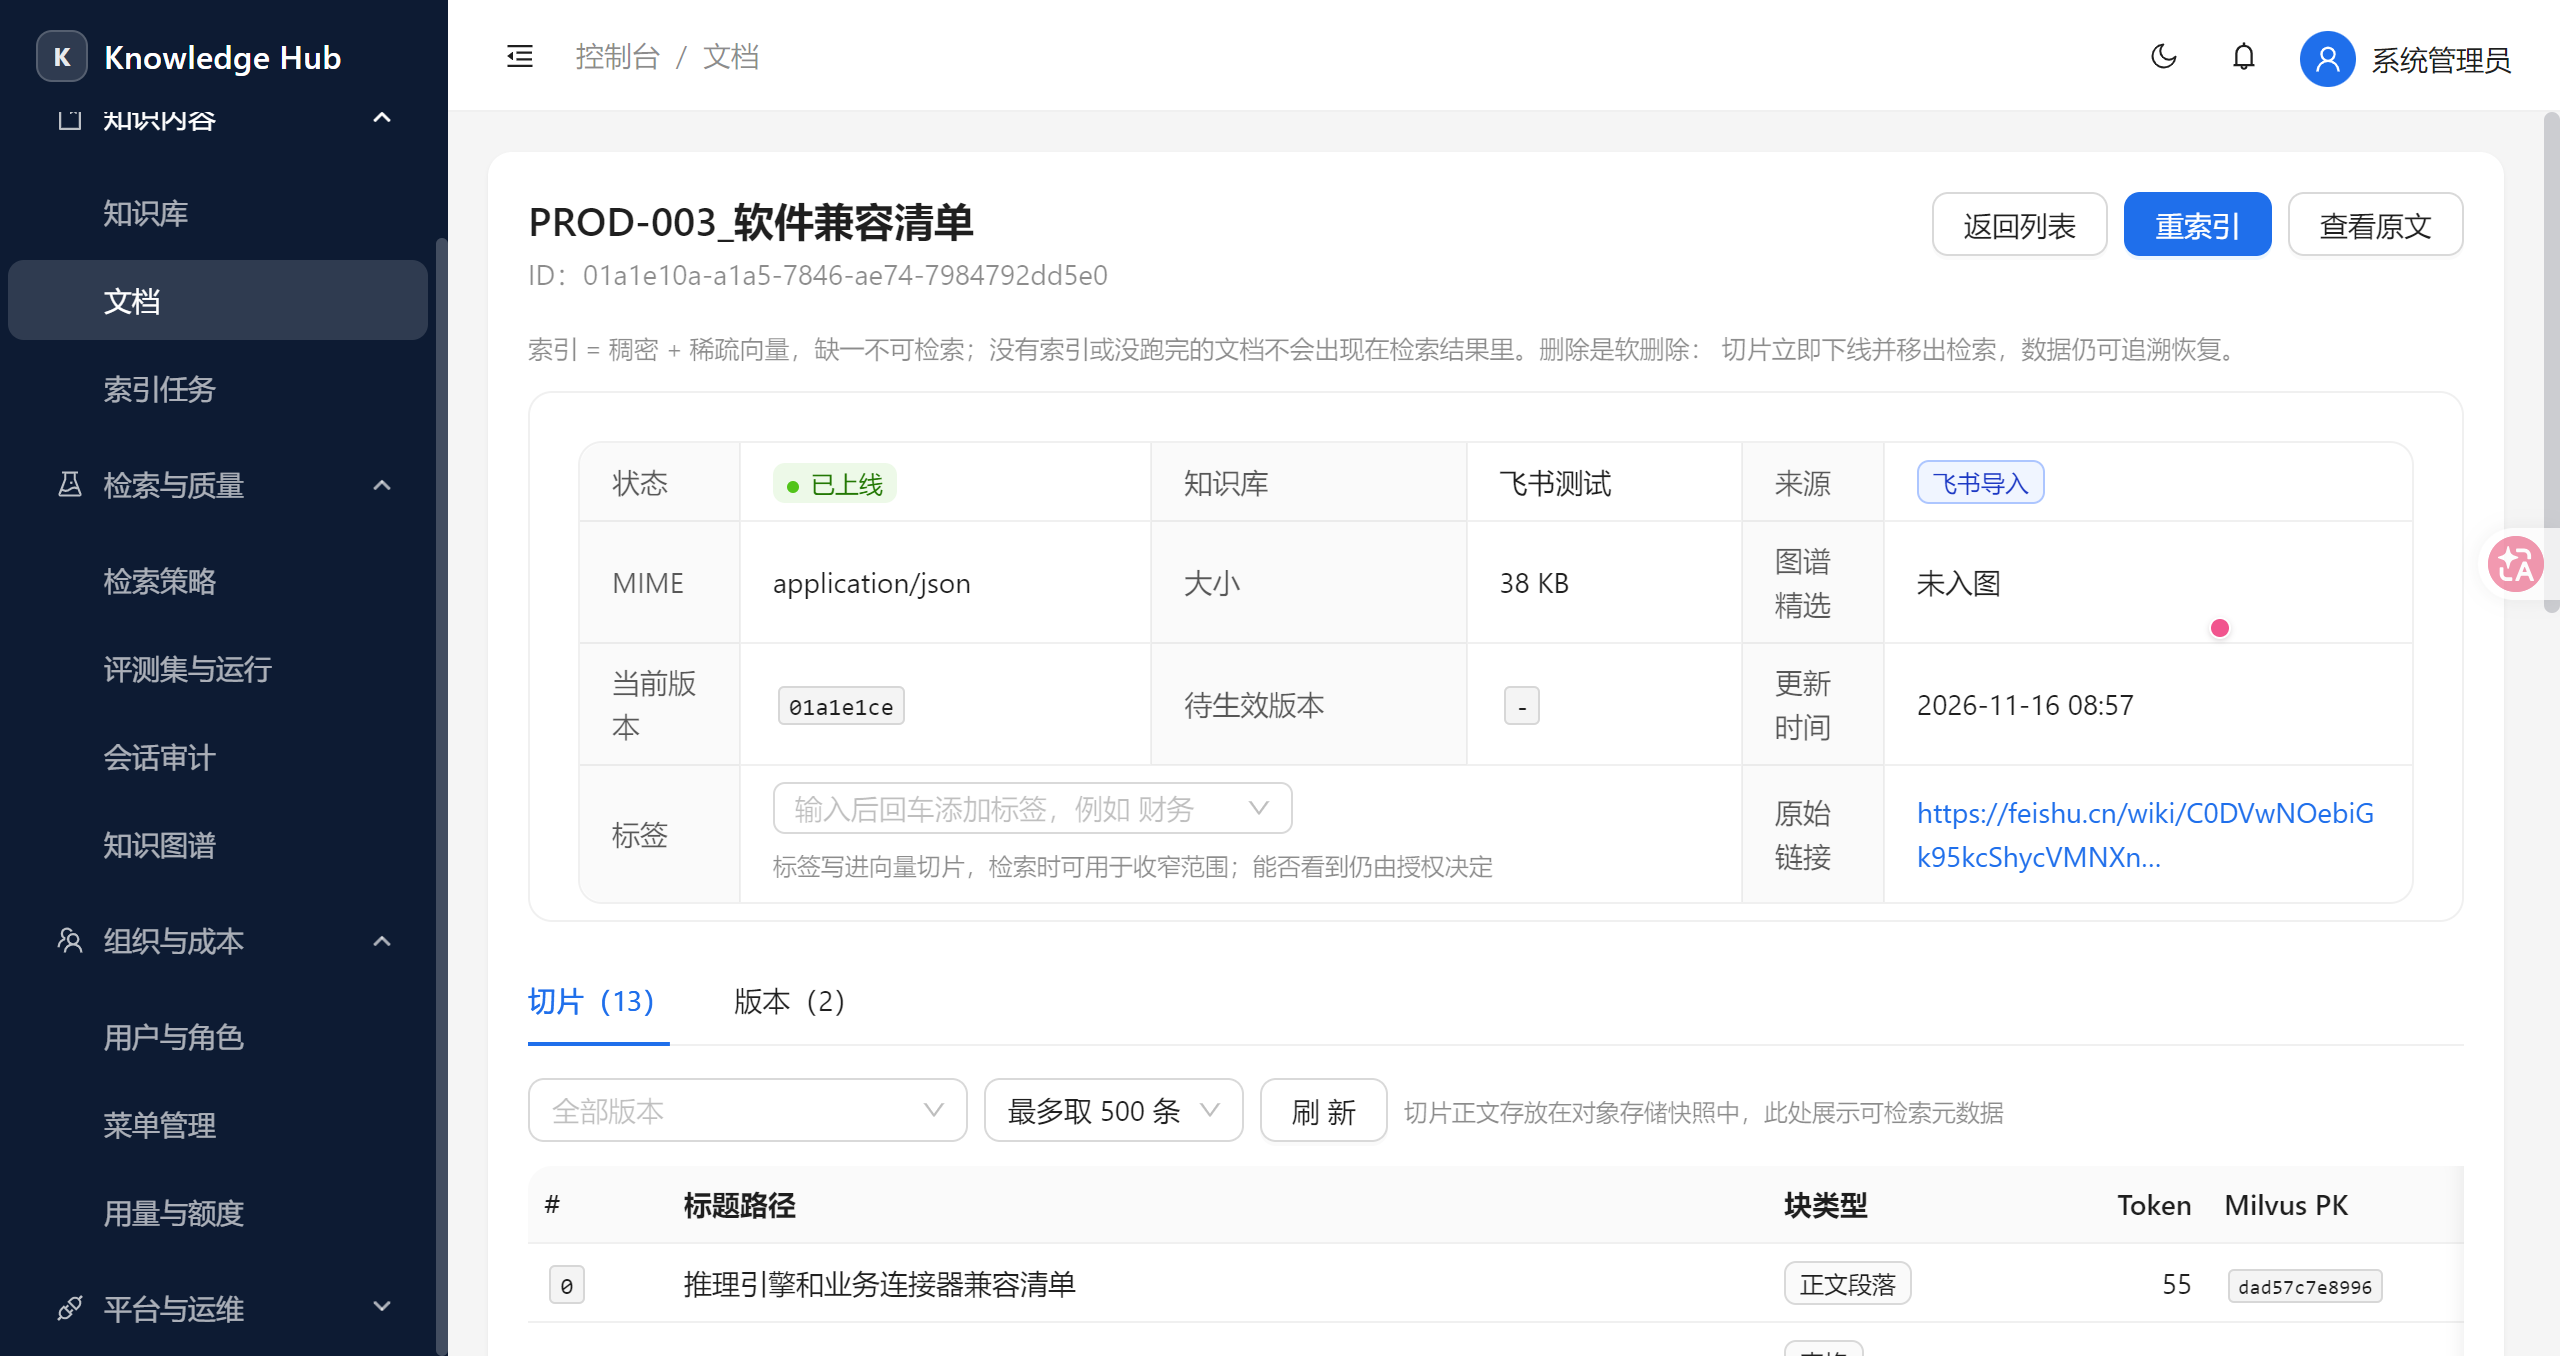 K Knowledge Hub
控制台 / 文档
系统管理员
知识内容
知识库
文档
索引任务
检索与质量
检索策略
评测集与运行
会话审计
知识图谱
组织与成本
用户与角色
菜单管理
用量与额度
平台与运维
PROD-003_软件兼容清单
返回列表
重索引
查看原文
ID：01a1e10a-a1a5-7846-ae74-7984792dd5e0
索引 = 稠密 + 稀疏向量，缺一不可检索；没有索引或没跑完的文档不会出现在检索结果里。删除是软删除： 切片立即下线并移出检索，数据仍可追溯恢复。
状态 已上线 知识库 飞书测试 来源 飞书导入
MIME application/json 大小 38 KB 图谱
精选 未入图
当前版
本 01a1e1ce 待生效版本 - 更新
时间 2026-11-16 08:57
标签 输入后回车添加标签，例如 财务
标签写进向量切片，检索时可用于收窄范围；能否看到仍由授权决定
原始
链接 https://feishu.cn/wiki/C0DVwNOebiG
k95kcShycVMNXn...
切片（13） 版本（2）
全部版本 最多取 500 条 刷 新 切片正文存放在对象存储快照中，此处展示可检索元数据
# 标题路径 块类型 Token Milvus PK
0 推理引擎和业务连接器兼容清单 正文段落 55 dad57c7e8996